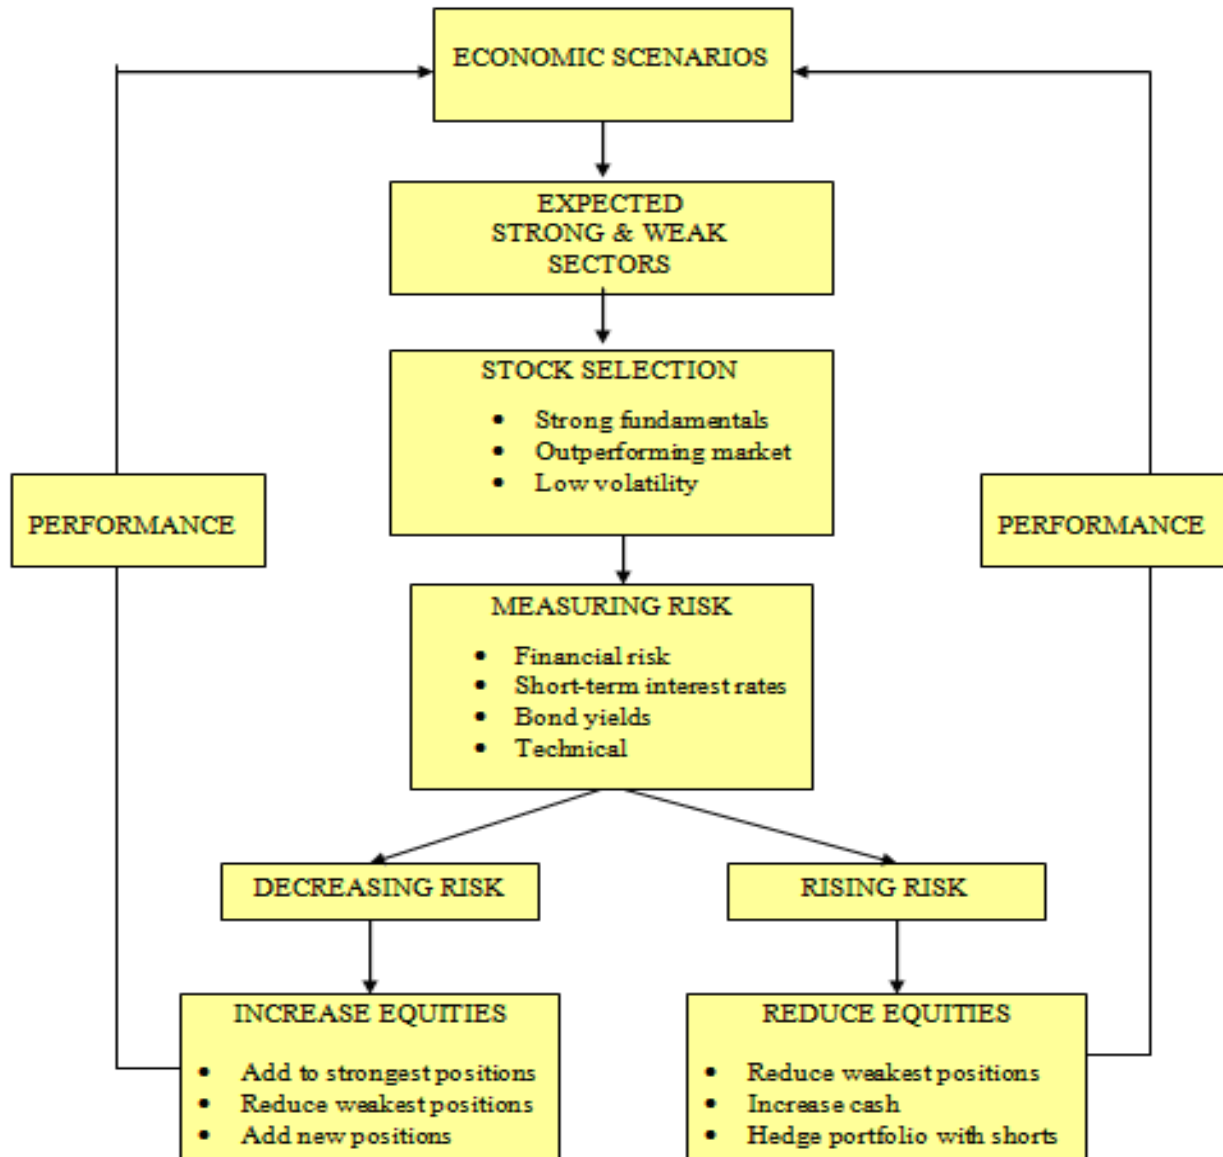 ECONOMIC SCENARIOS
EXPECTED
STRONG & WEAK
SECTORS
STOCK SELECTION
• Strong fundamentals
• Outperforming market
• Low volatility
PERFORMANCE
PERFORMANCE
MEASURING RISK
• Financial risk
• Short-term interest rates
• Bond yields
• Technical
DECREASING RISK
RISING RISK
INCREASE EQUITIES
• Add to strongest positions
• Reduce weakest positions
• Add new positions
REDUCE EQUITIES
• Reduce weakest positions
• Increase cash
• Hedge portfolio with shorts